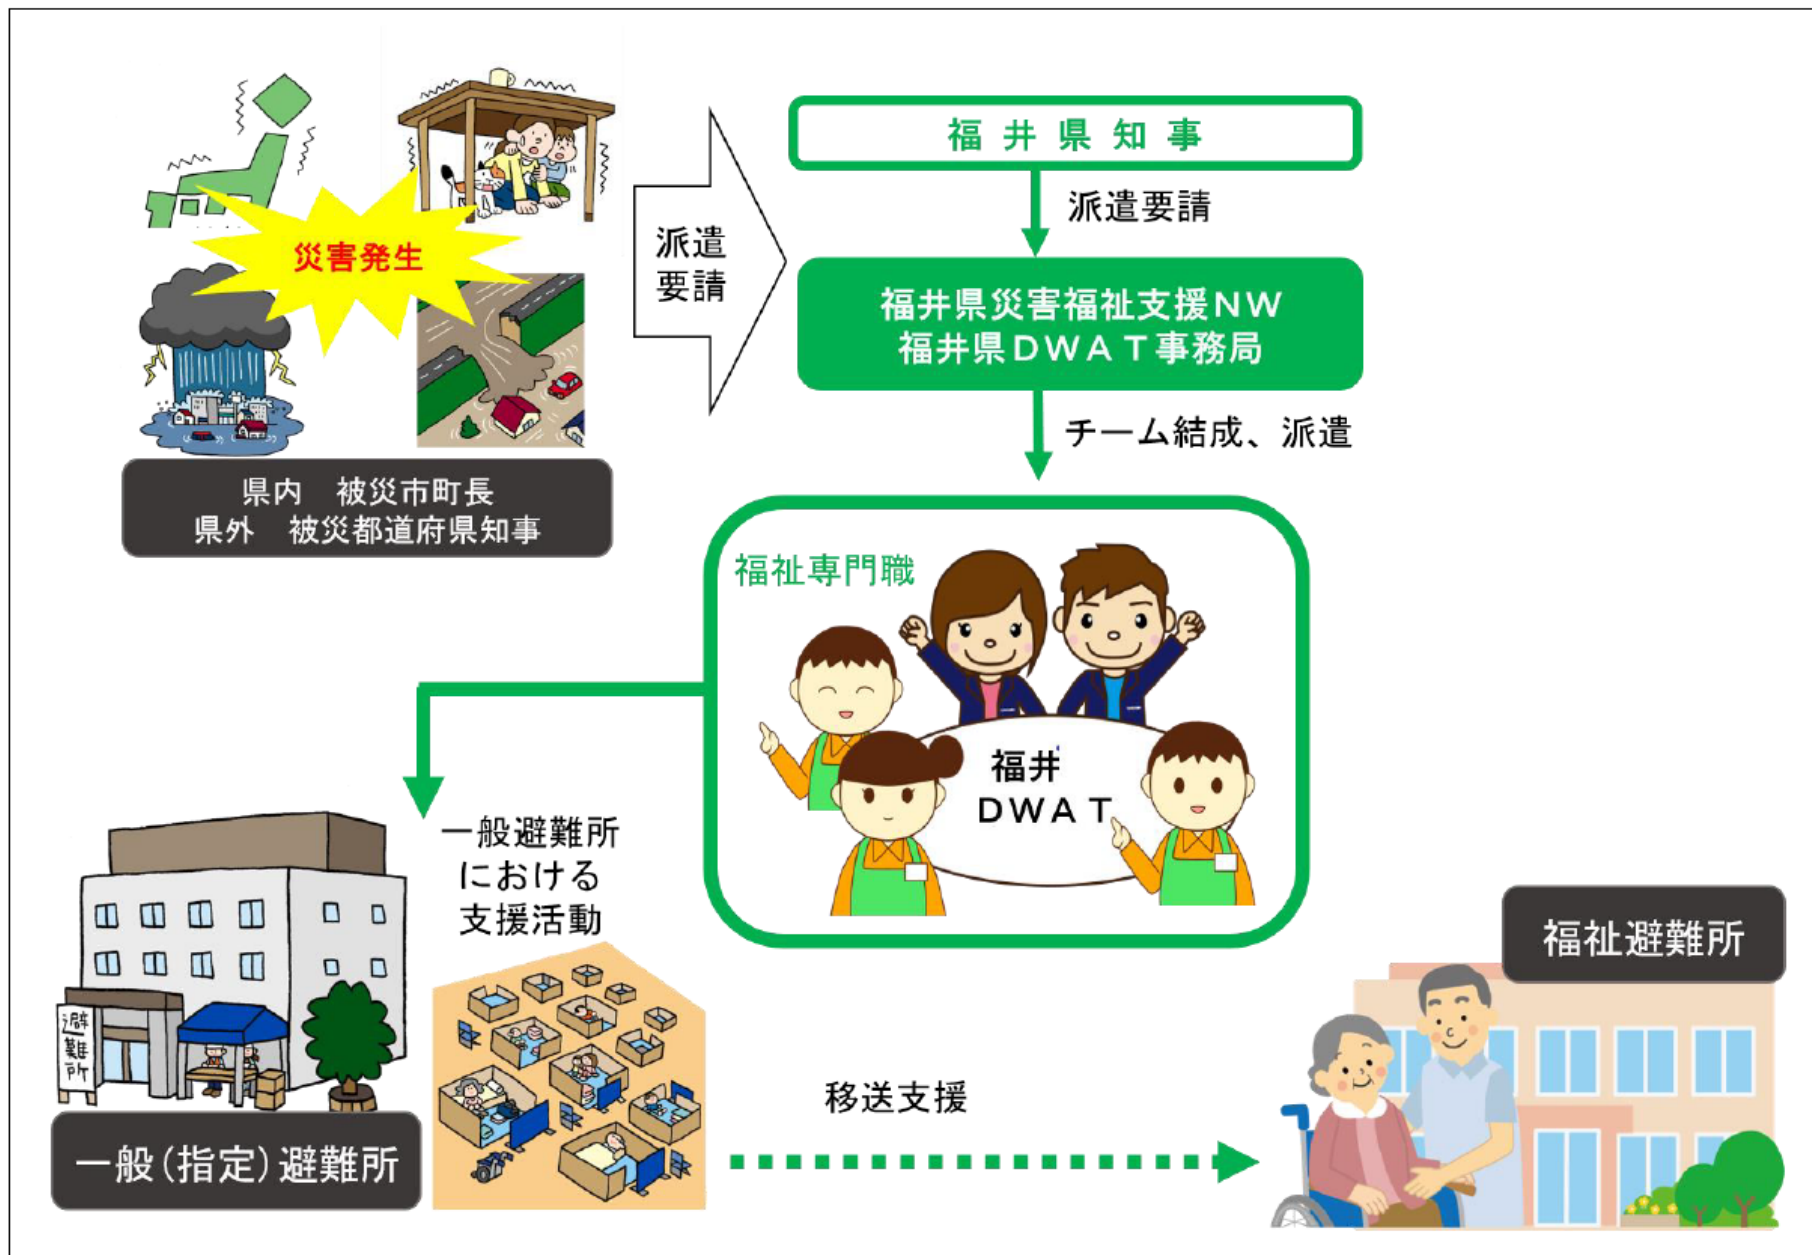 災害発生
県内　被災市町長
県外　被災都道府県知事
派遣
要請
福井県知事
派遣要請
福井県災害福祉支援NW
福井県DWAT事務局
チーム結成、派遣
福祉専門職
福井
DWAT
一般避難所
における
支援活動
避難所
一般(指定)避難所
移送支援
福祉避難所